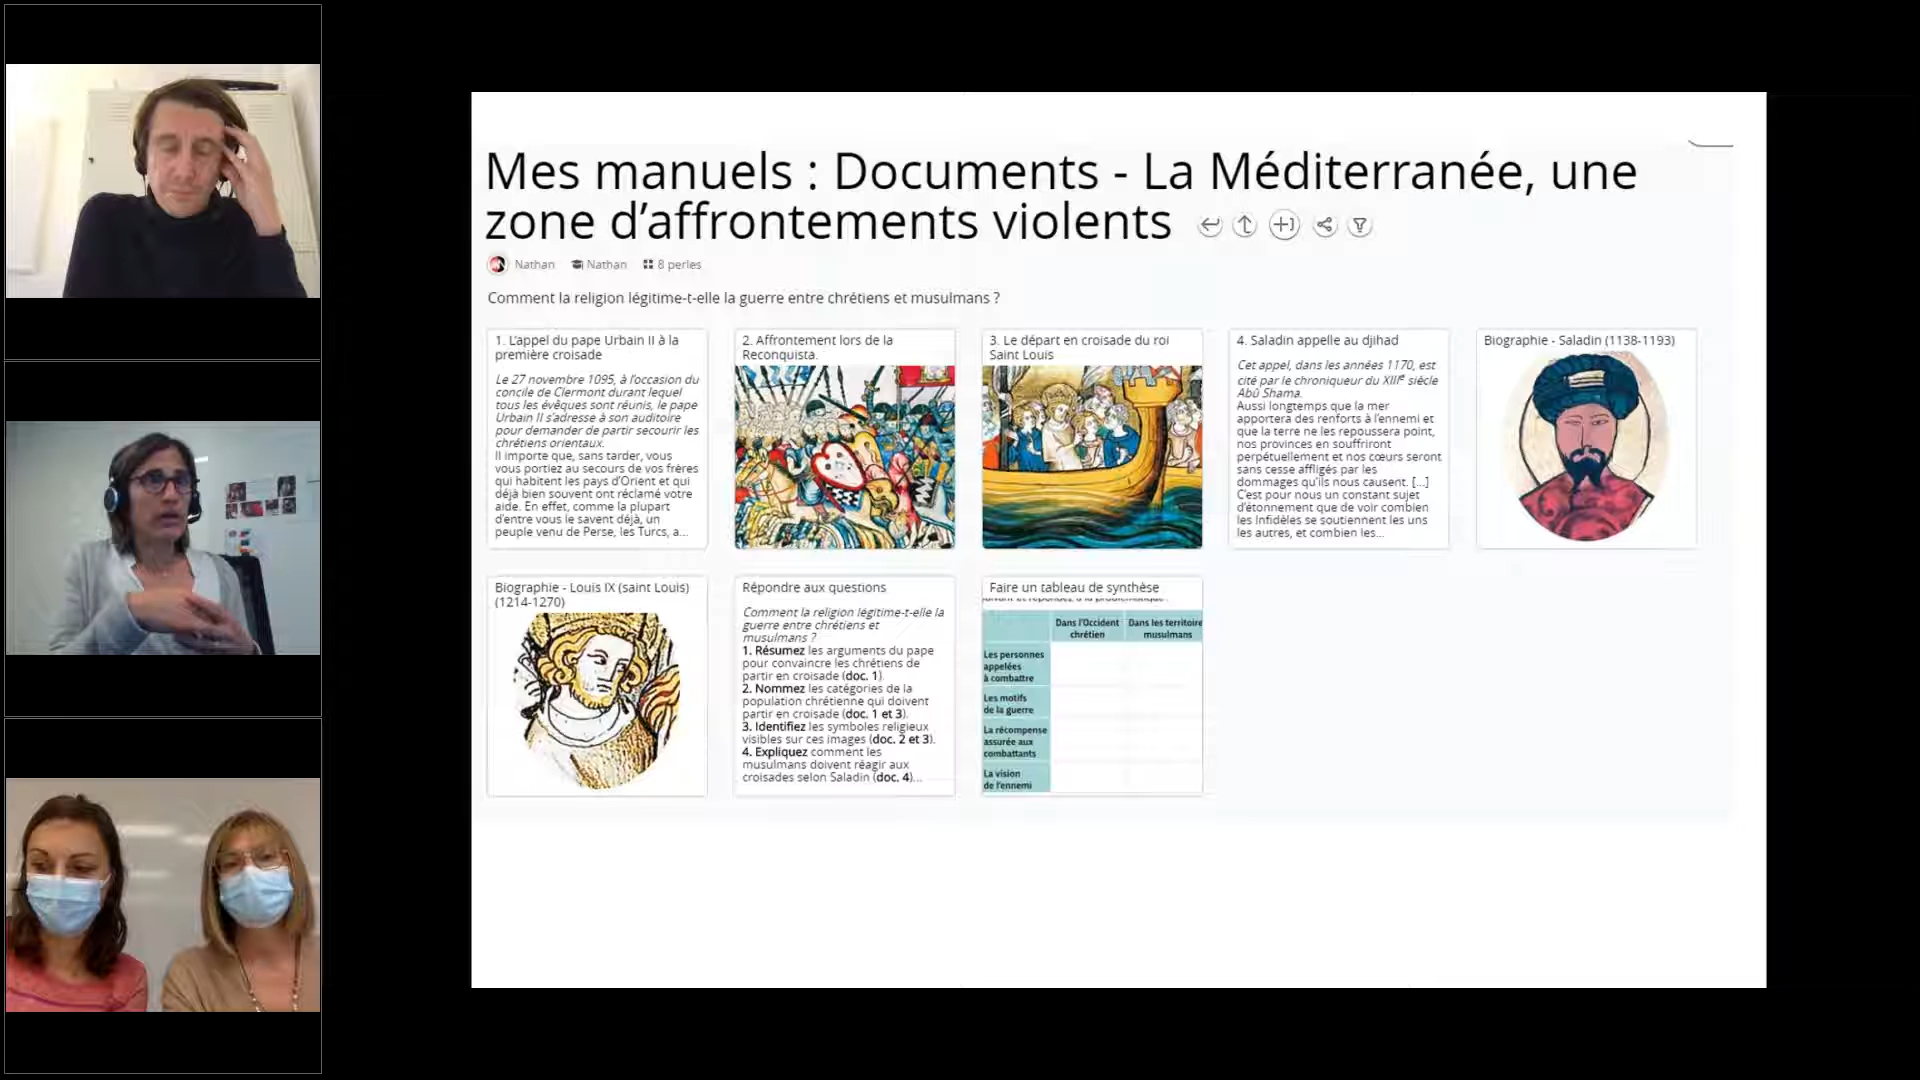 Mes manuels : Documents - La Méditerranée, une
zone d’affrontements violents
Nathan Nathan 8 perles
Comment la religion légitime-t-elle la guerre entre chrétiens et musulmans ?
1. L’appel du pape Urbain II à la
première croisade
Le 27 novembre 1095, à l’occasion du
concile de Clermont durant lequel
tous les évêques sont réunis, le pape
Urbain II s’adresse à son auditoire
pour demander de partir secourir les
chrétiens orientaux.
Il importe que, sans tarder, vous
vous portiez au secours de vos frères
qui habitent les pays d’Orient et qui
déjà bien souvent ont réclamé votre
aide. En effet, comme la plupart
d’entre vous le savent déjà, un
peuple venu de Perse, les Turcs, a...
2. Affrontement lors de la
Reconquista.
3. Le départ en croisade du roi
Saint Louis
4. Saladin appelle au djihad
Cet appel, dans les années 1170, est
cité par le chroniqueur du XIIIe siècle
Abû Shama.
Aussi longtemps que la mer
apportera des renforts à l’ennemi et
que la terre ne les repoussera point,
nos provinces en souffriront
perpétuellement et nos cœurs seront
sans cesse affligés par les
dommages qu’ils nous causent. [...]
C’est pour nous un constant sujet
d’étonnement que de voir combien
les Infidèles se soutiennent les uns
les autres, et combien les...
Biographie - Saladin (1138-1193)
Biographie - Louis IX (saint Louis)
(1214-1270)
Répondre aux questions
Comment la religion légitime-t-elle la
guerre entre chrétiens et
musulmans ?
1. Résumez les arguments du pape
pour convaincre les chrétiens de
partir en croisade (doc. 1).
2. Nommez les catégories de la
population chrétienne qui doivent
partir en croisade (doc. 1 et 3).
3. Identifiez les symboles religieux
visibles sur ces images (doc. 2 et 3).
4. Expliquez comment les
musulmans doivent réagir aux
croisades selon Saladin (doc. 4)...
Faire un tableau de synthèse
Dans l’Occident
chrétien
Dans les territoire
musulmans
Les personnes
appelées
à combattre
Les motifs
de la guerre
La récompense
assurée aux
combattants
La vision
de l’ennemi